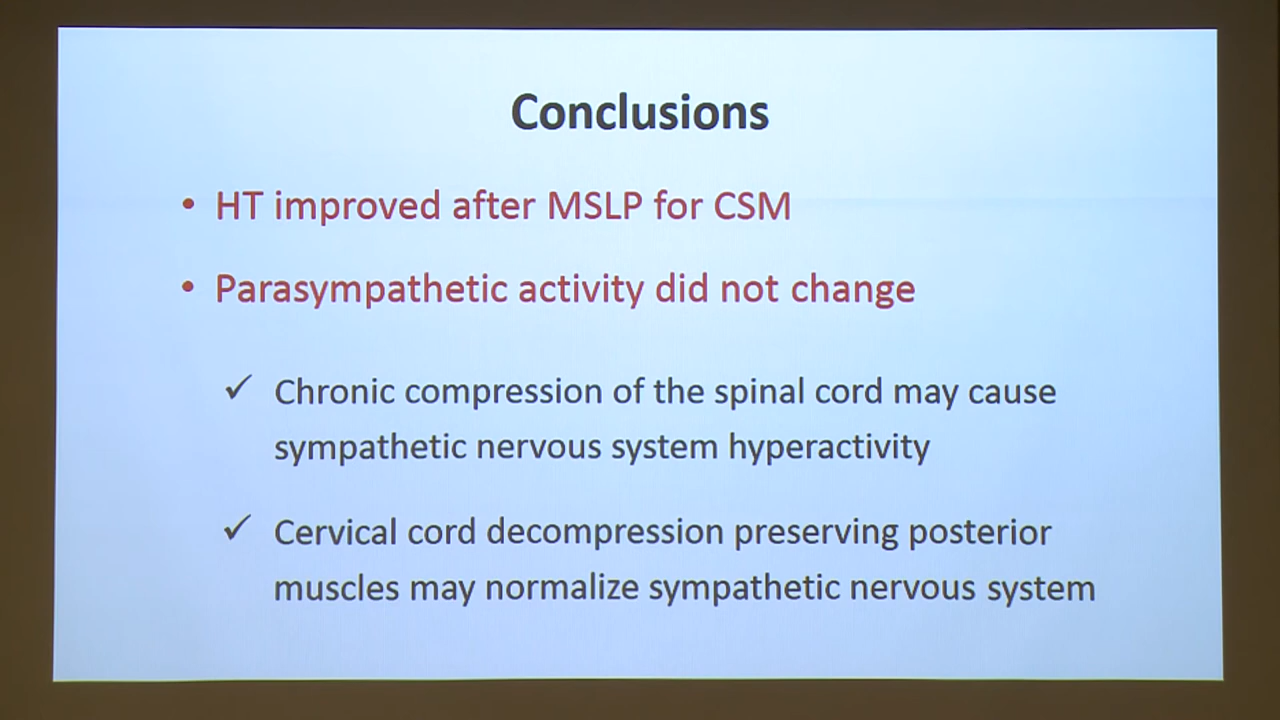 Conclusions
• HT improved after MSLP for CSM
• Parasympathetic activity did not change
✓ Chronic compression of the spinal cord may cause
sympathetic nervous system hyperactivity
✓ Cervical cord decompression preserving posterior
muscles may normalize sympathetic nervous system